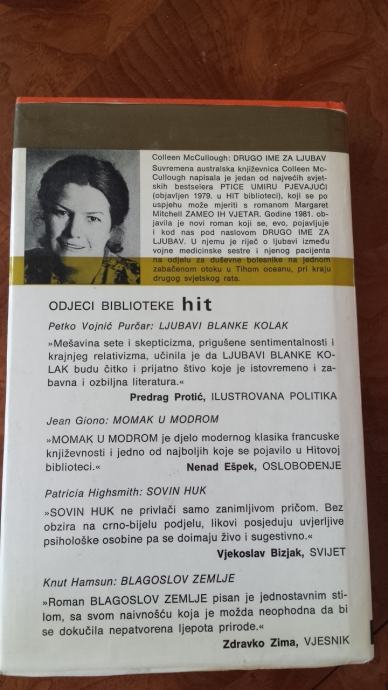 Colleen McCullough: DRUGO IME ZA LJUBAV
Suvremena australska književnica Colleen Mc-
Cullough napisala je jedan od najvećih svjet-
skih bestselera PTICE UMIRU PJEVAJUĆI
(objavljen 1979. u HIT biblioteci), koji se po
uspjehu može mjeriti s romanom Margaret
Mitchell ZAMEO IH VJETAR. Godine 1981. ob-
javila je novi roman koji se, evo, pojavljuje
i kod nas pod naslovom DRUGO IME ZA
LJUBAV. U njemu je riječ o ljubavi između
vojne medicinske sestre i njenog pacijenta
na odjelu za duševne bolesnike na jednom
zabačenom otoku u Tihom oceanu, pri kraju
drugog svjetskog rata.
ODJECI BIBLIOTEKE hit
Petko Vojnić Purčar: LJUBAVI BLANKE KOLAK
»Mešavina sete i skepticizma, prigušene sentimentalnosti i
krajnjeg relativizma, učinila je da LJUBAVI BLANKE KO-
LAK budu čitko i prijatno štivo koje je istovremeno i za-
bavna i ozbiljna literatura.«
Predrag Protić, ILUSTROVANA POLITIKA
Jean Giono: MOMAK U MODROM
»MOMAK U MODROM je djelo modernog klasika francuske
književnosti i jedno od najboljih koje se pojavilo u Hitovoj
biblioteci.«
Nenad Ešpek, OSLOBOĐENJE
Patricia Highsmith: SOVIN HUK
»SOVIN HUK ne privlači samo zanimljivom pričom. Bez
obzira na crno-bijelu podjelu, likovi posjeduju uvjerljive
psihološke osobine pa se doimaju živo i sugestivno.«
Vjekoslav Bizjak, SVIJET
Knut Hamsun: BLAGOSLOV ZEMLJE
»Roman BLAGOSLOV ZEMLJE pisan je jednostavnim sti-
lom, sa svom naivnošću koja je možda neophodna da bi
se dokučila nepatvorena ljepota prirode.«
Zdravko Zima, VJESNIK